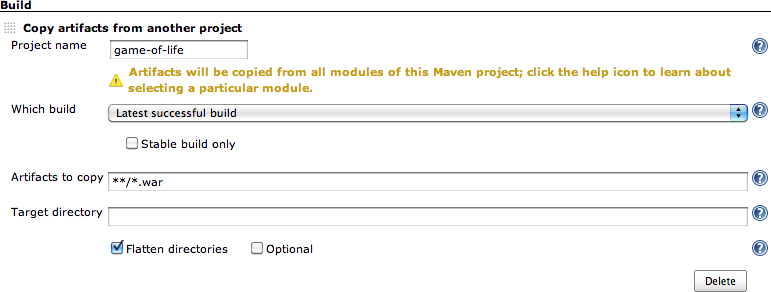 Build
Copy artifacts from another project
Project name
game-of-life
Artifacts will be copied from all modules of this Maven project; click the help icon to learn about
selecting a particular module.
Which build
Latest successful build
Stable build only
Artifacts to copy
**/*.war
Target directory
Flatten directories
Optional
Delete